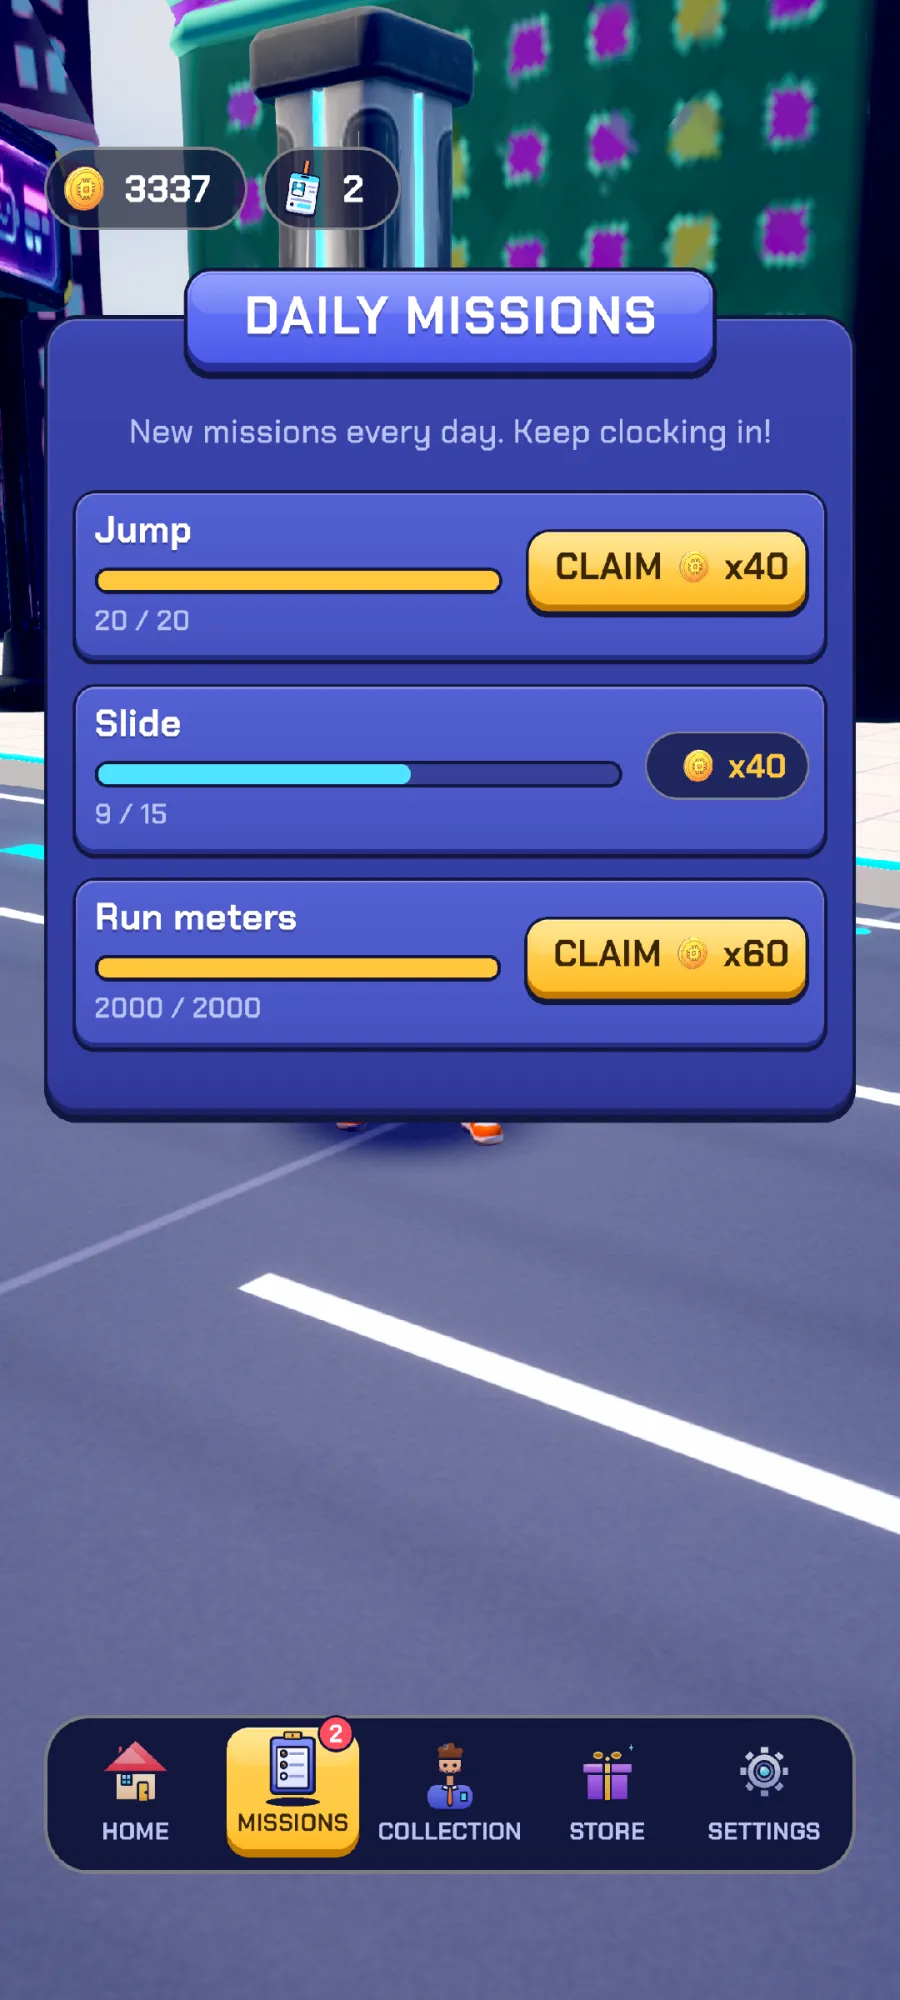 3337
2
DAILY MISSIONS
New missions every day. Keep clocking in!
Jump
CLAIM x40
20 / 20
Slide
x40
9 / 15
Run meters
CLAIM x60
2000 / 2000
2
HOME
MISSIONS
COLLECTION
STORE
SETTINGS